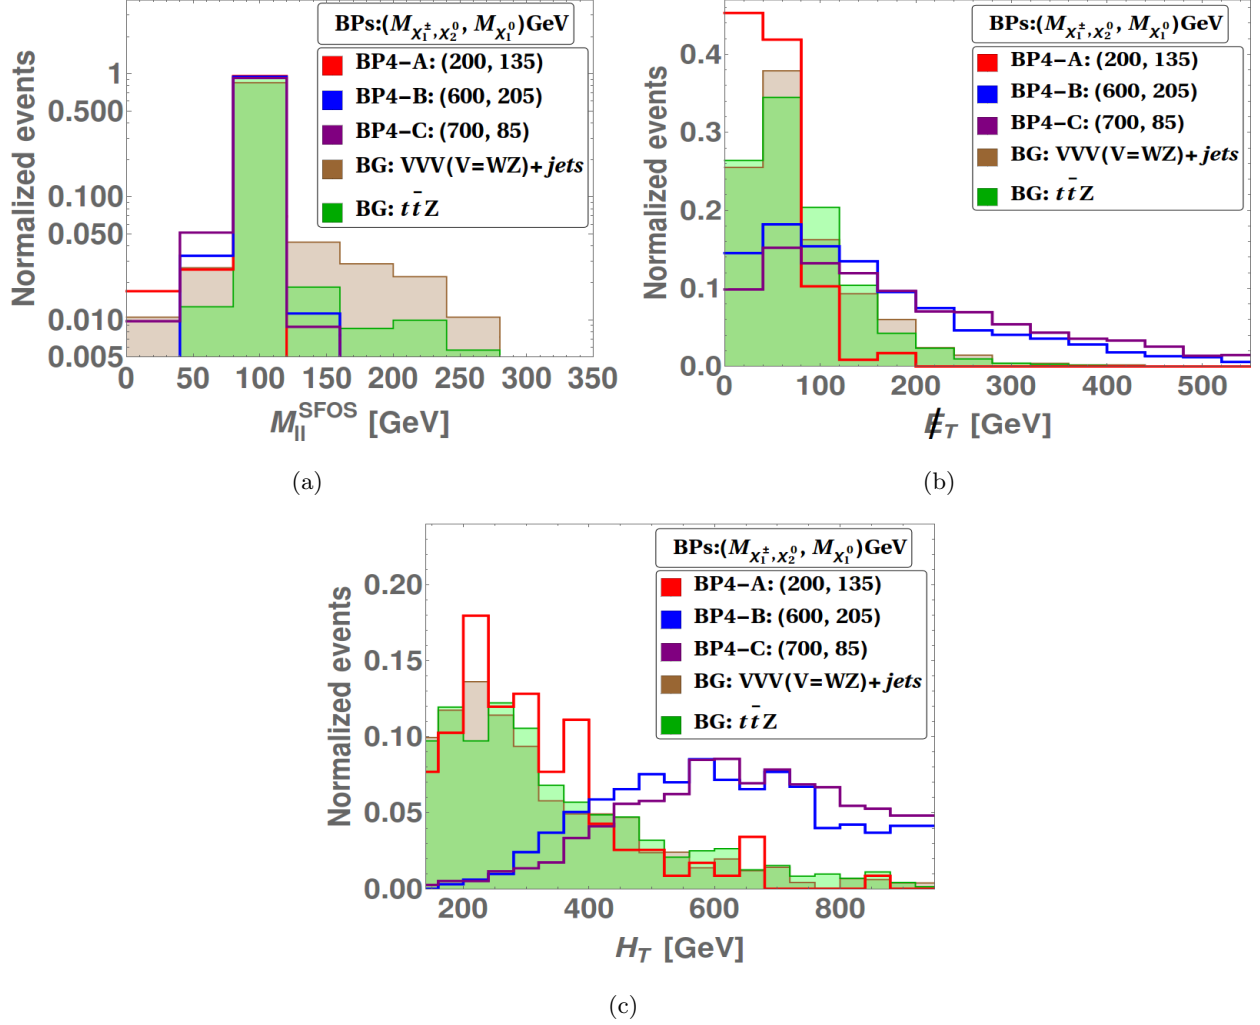 BPs:(Mχ₁±,χ₂⁰, Mχ₁⁰)GeV
BP4−A: (200, 135)
BP4−B: (600, 205)
BP4−C: (700, 85)
BG: VVV(V=WZ)+jets
BG: tt̄Z
Normalized events
1
0.500
0.100
0.050
0.010
0.005
0 50 100 150 200 250 300 350
M_ll^SFOS [GeV]
(a)
BPs:(Mχ₁±,χ₂⁰, Mχ₁⁰)GeV
BP4−A: (200, 135)
BP4−B: (600, 205)
BP4−C: (700, 85)
BG: VVV(V=WZ)+jets
BG: tt̄Z
Normalized events
0.4
0.3
0.2
0.1
0.0
0 100 200 300 400 500
E̸_T [GeV]
(b)
BPs:(Mχ₁±,χ₂⁰, Mχ₁⁰)GeV
BP4−A: (200, 135)
BP4−B: (600, 205)
BP4−C: (700, 85)
BG: VVV(V=WZ)+jets
BG: tt̄Z
Normalized events
0.20
0.15
0.10
0.05
0.00
200 400 600 800
H_T [GeV]
(c)